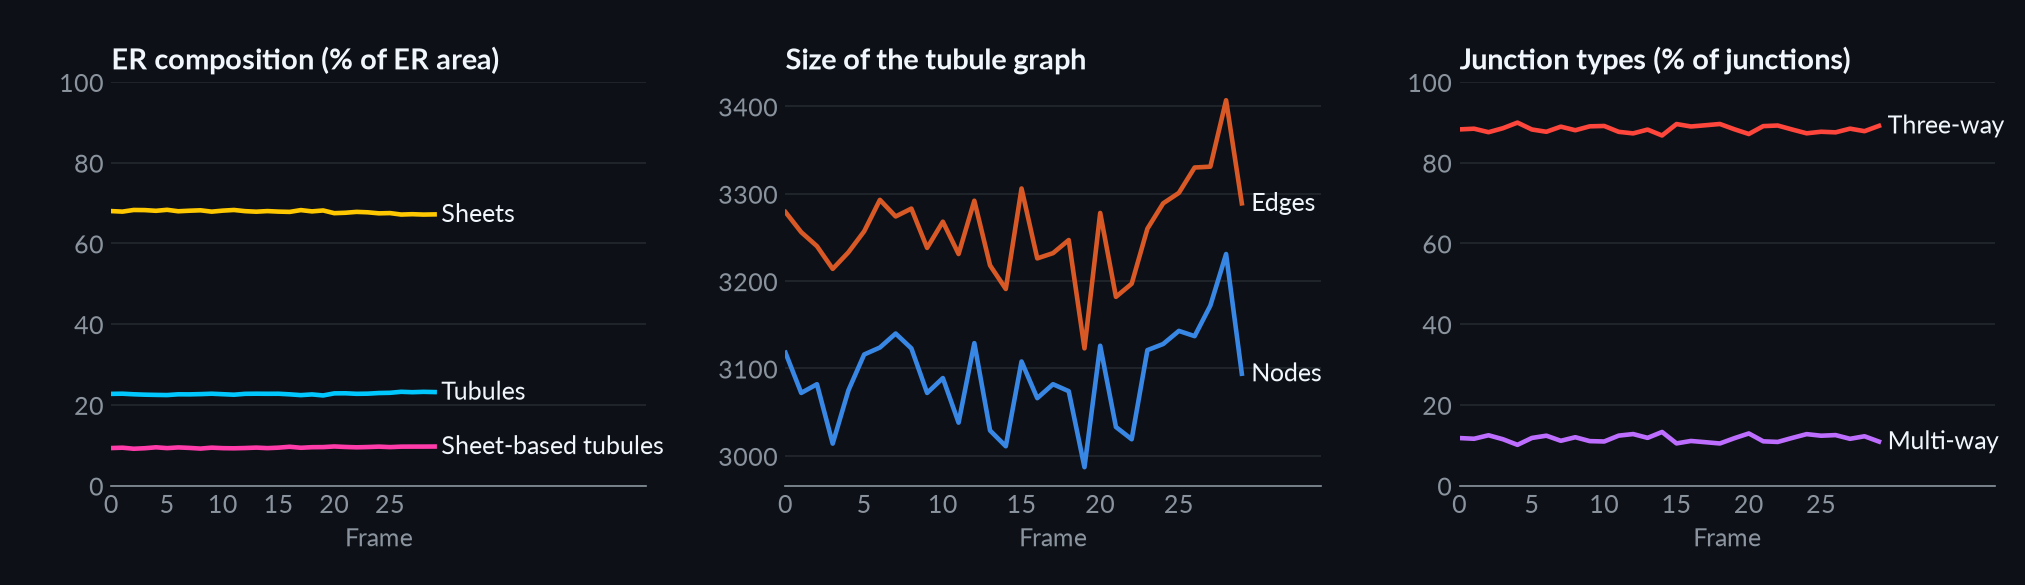 ER composition (% of ER area)
100
80
60
40
20
0
Sheets
Tubules
Sheet-based tubules
0 5 10 15 20 25
Frame
Size of the tubule graph
3400
3300
3200
3100
3000
Edges
Nodes
0 5 10 15 20 25
Frame
Junction types (% of junctions)
100
80
60
40
20
0
Three-way
Multi-way
0 5 10 15 20 25
Frame